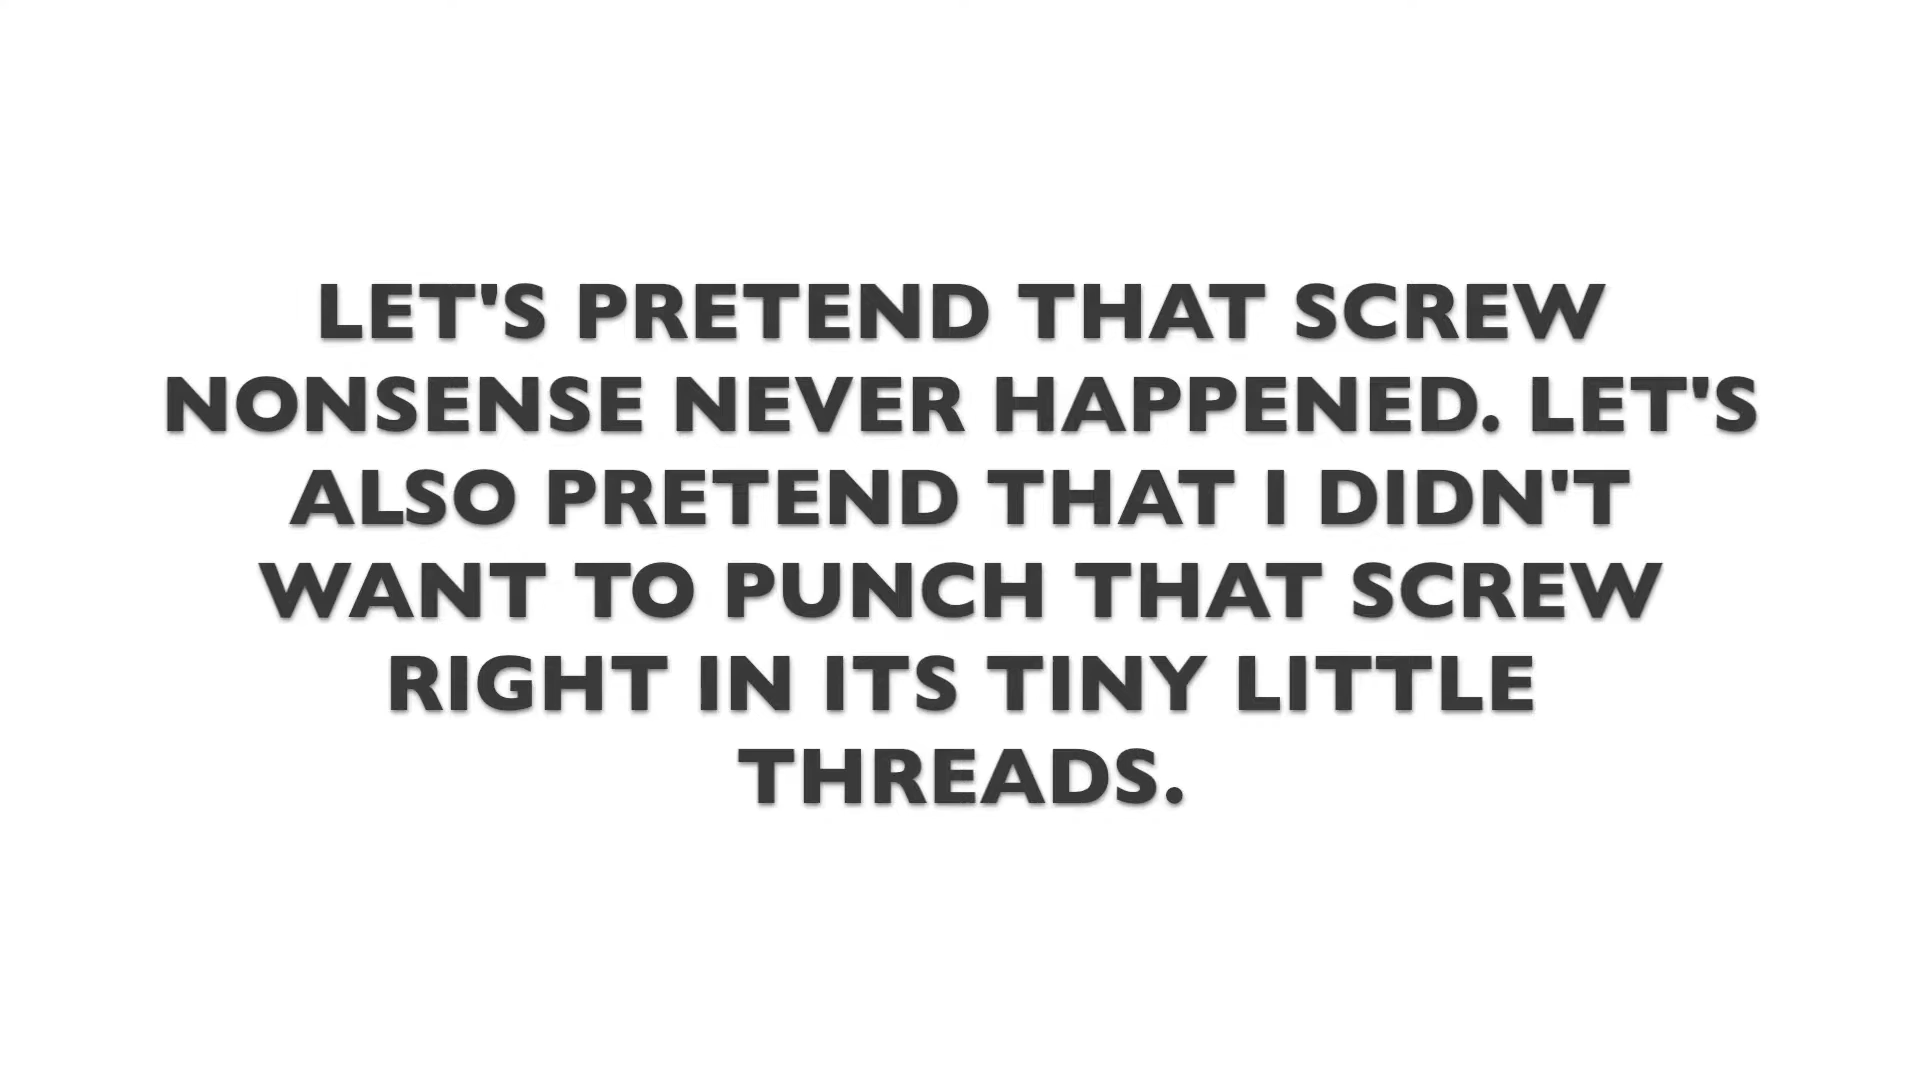 LET'S PRETEND THAT SCREW
NONSENSE NEVER HAPPENED. LET'S
ALSO PRETEND THAT I DIDN'T
WANT TO PUNCH THAT SCREW
RIGHT IN ITS TINY LITTLE
THREADS.